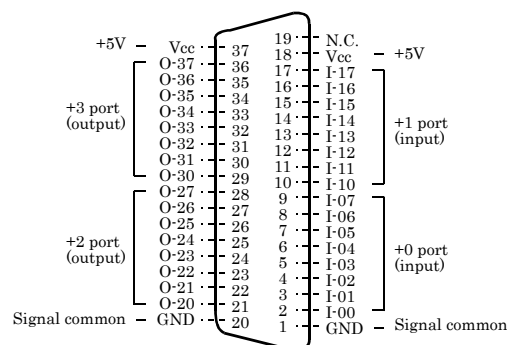 +5V Vcc 37
O-37 36
O-36 35
O-35 34
O-34 33
O-33 32
O-32 31
O-31 30
O-30 29
+3 port
(output)
O-27 28
O-26 27
O-25 26
O-24 25
O-23 24
O-22 23
O-21 22
O-20 21
+2 port
(output)
Signal common GND 20
19 N.C.
18 Vcc +5V
17 I-17
16 I-16
15 I-15
14 I-14
13 I-13
12 I-12
11 I-11
10 I-10
+1 port
(input)
9 I-07
8 I-06
7 I-05
6 I-04
5 I-03
4 I-02
3 I-01
2 I-00
+0 port
(input)
1 GND Signal common